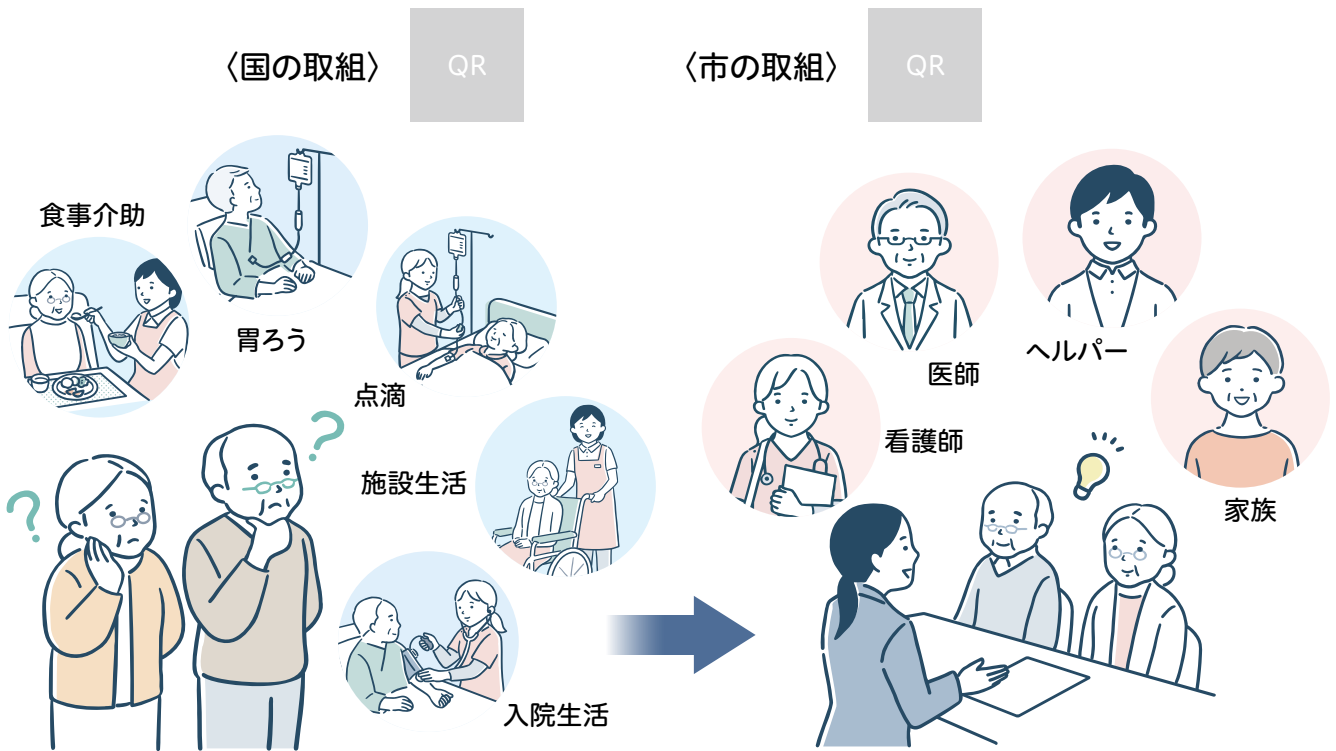 〈国の取組〉
QR
〈市の取組〉
QR
食事介助
胃ろう
点滴
施設生活
入院生活
医師
ヘルパー
看護師
家族
?
?